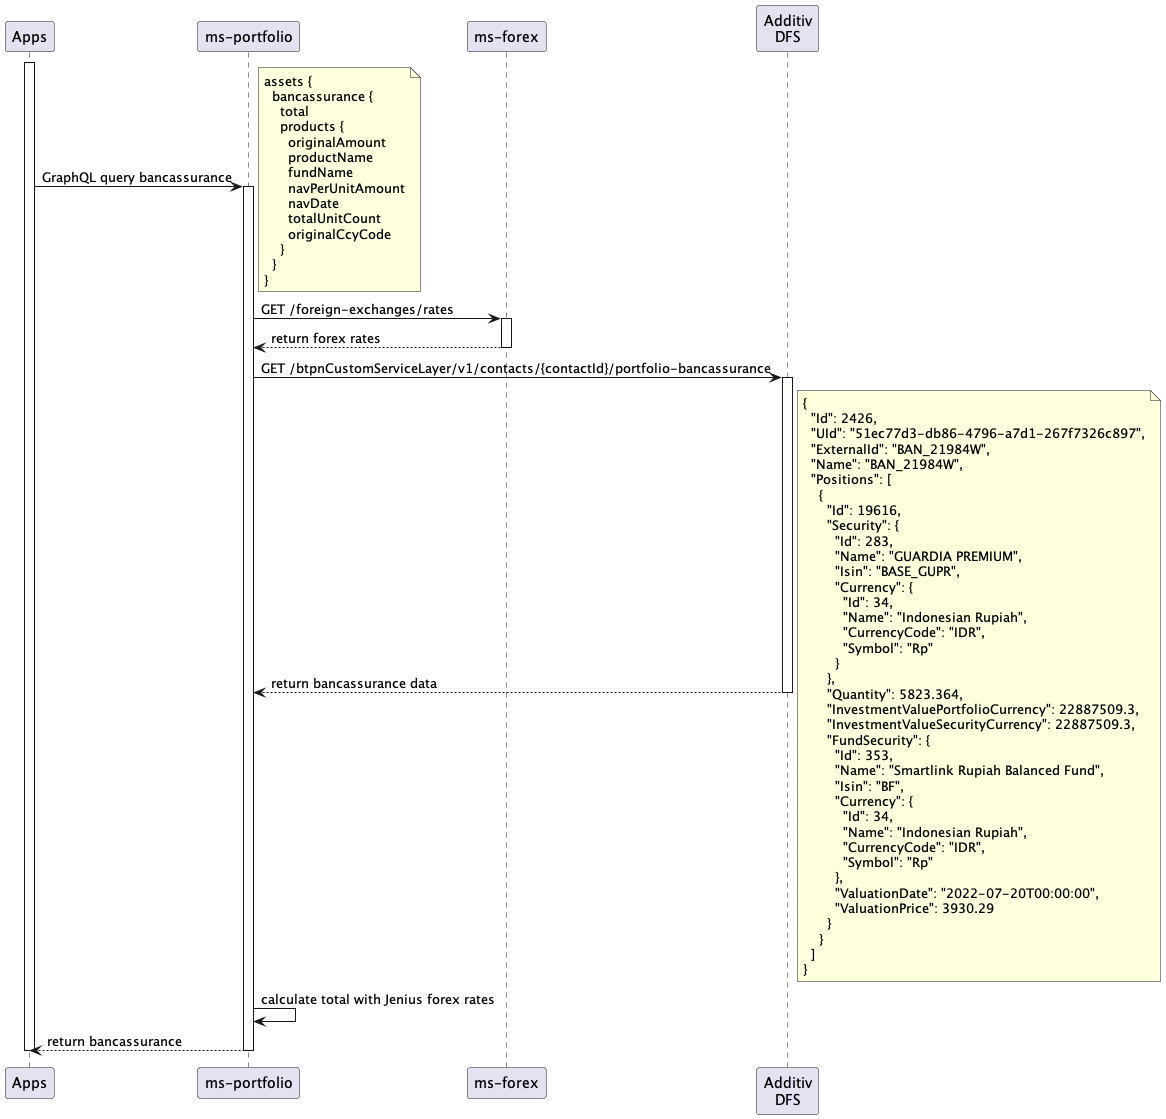 Apps
ms-portfolio
ms-forex
Additiv
DFS
assets {
bancassurance {
total
products {
originalAmount
productName
fundName
navPerUnitAmount
navDate
totalUnitCount
originalCcyCode
}
}
}
GraphQL query bancassurance
GET /foreign-exchanges/rates
return forex rates
GET /btpnCustomServiceLayer/v1/contacts/{contactId}/portfolio-bancassurance
{
"Id": 2426,
"UId": "51ec77d3-db86-4796-a7d1-267f7326c897",
"ExternalId": "BAN_21984W",
"Name": "BAN_21984W",
"Positions": [
{
"Id": 19616,
"Security": {
"Id": 283,
"Name": "GUARDIA PREMIUM",
"Isin": "BASE_GUPR",
"Currency": {
"Id": 34,
"Name": "Indonesian Rupiah",
"CurrencyCode": "IDR",
"Symbol": "Rp"
}
},
"Quantity": 5823.364,
"InvestmentValuePortfolioCurrency": 22887509.3,
"InvestmentValueSecurityCurrency": 22887509.3,
"FundSecurity": {
"Id": 353,
"Name": "Smartlink Rupiah Balanced Fund",
"Isin": "BF",
"Currency": {
"Id": 34,
"Name": "Indonesian Rupiah",
"CurrencyCode": "IDR",
"Symbol": "Rp"
},
"ValuationDate": "2022-07-20T00:00:00",
"ValuationPrice": 3930.29
}
}
]
}
return bancassurance data
calculate total with Jenius forex rates
return bancassurance
Apps
ms-portfolio
ms-forex
Additiv
DFS